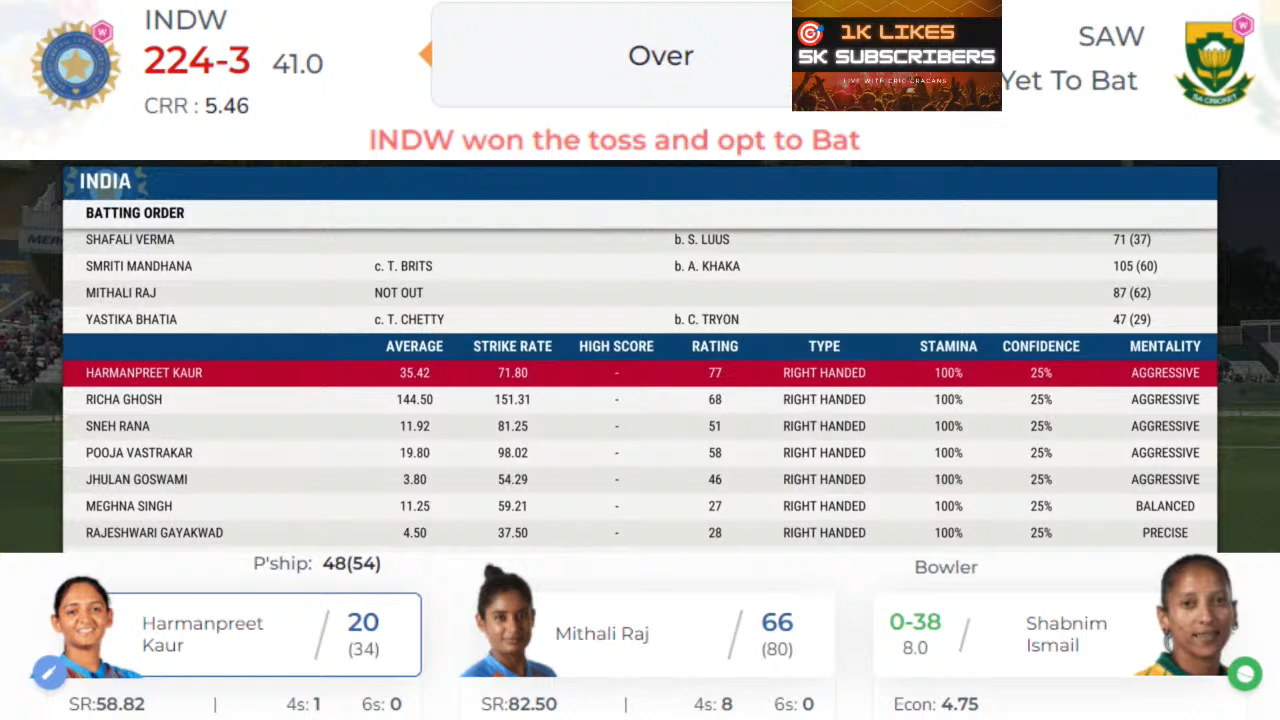 INDW
224-3 41.0
CRR : 5.46
Over
1K LIKES
5K SUBSCRIBERS
LIVE WITH CRIC CRACANS
SAW
Yet To Bat
SA CRICKET
INDW won the toss and opt to Bat
INDIA
BATTING ORDER
SHAFALI VERMA b. S. LUUS 71 (37)
SMRITI MANDHANA c. T. BRITS b. A. KHAKA 105 (60)
MITHALI RAJ NOT OUT 87 (62)
YASTIKA BHATIA c. T. CHETTY b. C. TRYON 47 (29)
AVERAGE STRIKE RATE HIGH SCORE RATING TYPE STAMINA CONFIDENCE MENTALITY
HARMANPREET KAUR 35.42 71.80 - 77 RIGHT HANDED 100% 25% AGGRESSIVE
RICHA GHOSH 144.50 151.31 - 68 RIGHT HANDED 100% 25% AGGRESSIVE
SNEH RANA 11.92 81.25 - 51 RIGHT HANDED 100% 25% AGGRESSIVE
POOJA VASTRAKAR 19.80 98.02 - 58 RIGHT HANDED 100% 25% AGGRESSIVE
JHULAN GOSWAMI 3.80 54.29 - 46 RIGHT HANDED 100% 25% AGGRESSIVE
MEGHNA SINGH 11.25 59.21 - 27 RIGHT HANDED 100% 25% BALANCED
RAJESHWARI GAYAKWAD 4.50 37.50 - 28 RIGHT HANDED 100% 25% PRECISE
P'ship: 48(54)
Bowler
Harmanpreet Kaur / 20 (34)
Mithali Raj / 66 (80)
0-38 8.0 / Shabnim Ismail
SR:58.82 | 4s: 1 6s: 0
SR:82.50 | 4s: 8 6s: 0
Econ: 4.75